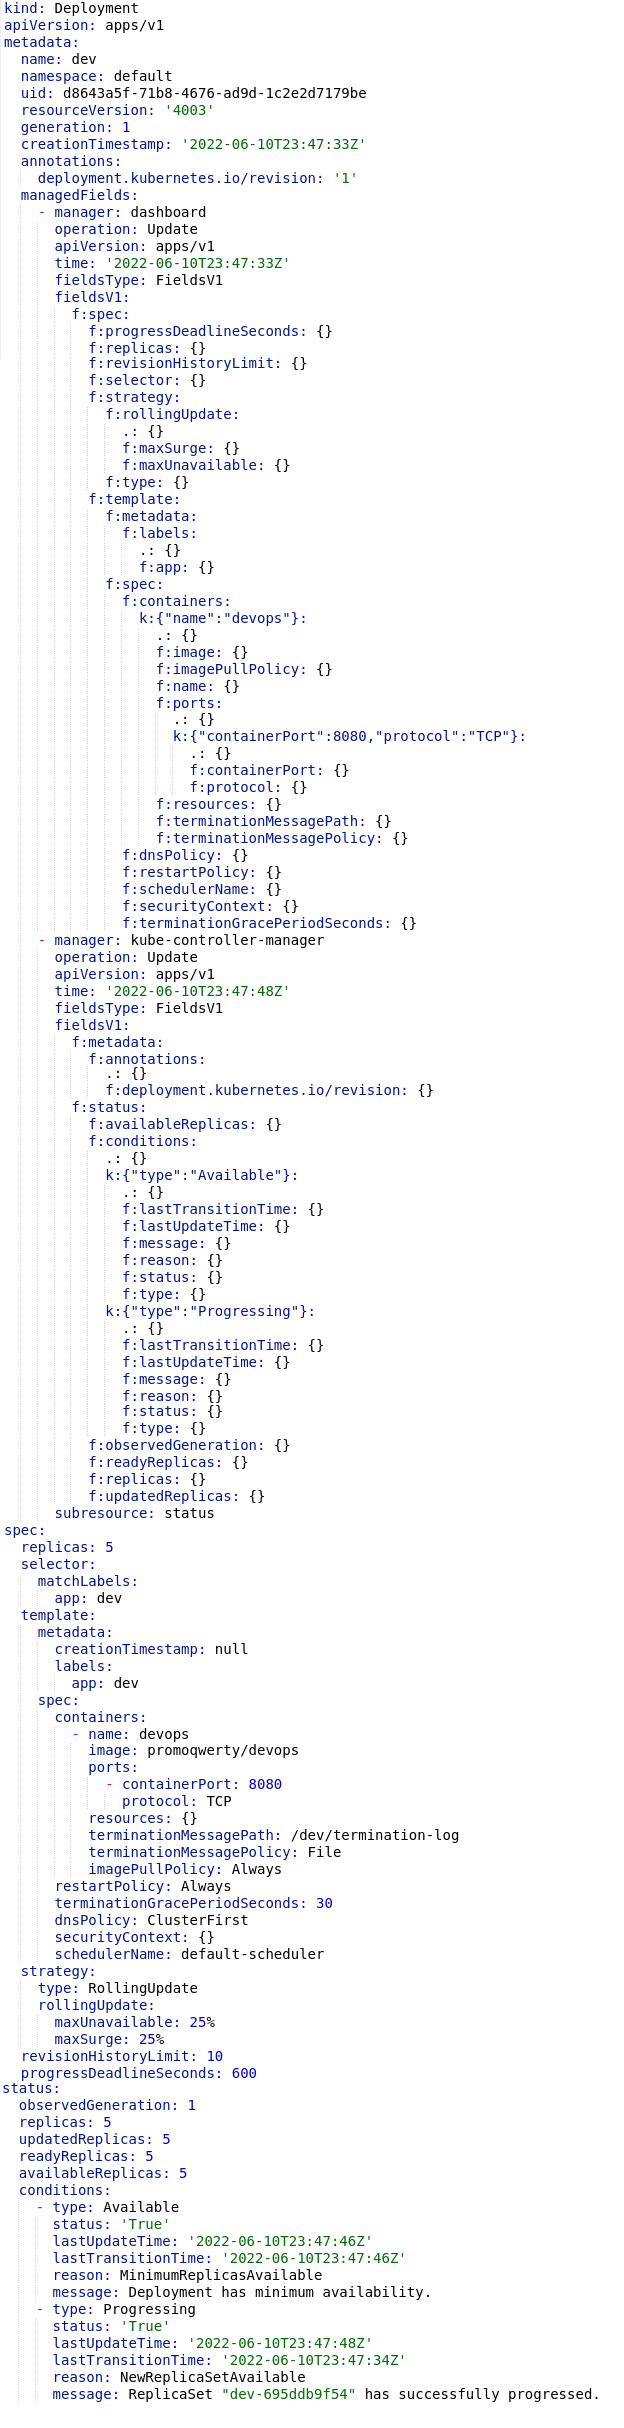 kind: Deployment
apiVersion: apps/v1
metadata:
  name: dev
  namespace: default
  uid: d8643a5f-71b8-4676-ad9d-1c2e2d7179be
  resourceVersion: '4003'
  generation: 1
  creationTimestamp: '2022-06-10T23:47:33Z'
  annotations:
    deployment.kubernetes.io/revision: '1'
  managedFields:
    - manager: dashboard
      operation: Update
      apiVersion: apps/v1
      time: '2022-06-10T23:47:33Z'
      fieldsType: FieldsV1
      fieldsV1:
        f:spec:
          f:progressDeadlineSeconds: {}
          f:replicas: {}
          f:revisionHistoryLimit: {}
          f:selector: {}
          f:strategy:
            f:rollingUpdate:
              .: {}
              f:maxSurge: {}
              f:maxUnavailable: {}
            f:type: {}
          f:template:
            f:metadata:
              f:labels:
                .: {}
                f:app: {}
            f:spec:
              f:containers:
                k:{"name":"devops"}:
                  .: {}
                  f:image: {}
                  f:imagePullPolicy: {}
                  f:name: {}
                  f:ports:
                    .: {}
                    k:{"containerPort":8080,"protocol":"TCP"}:
                      .: {}
                      f:containerPort: {}
                      f:protocol: {}
                  f:resources: {}
                  f:terminationMessagePath: {}
                  f:terminationMessagePolicy: {}
              f:dnsPolicy: {}
              f:restartPolicy: {}
              f:schedulerName: {}
              f:securityContext: {}
              f:terminationGracePeriodSeconds: {}
    - manager: kube-controller-manager
      operation: Update
      apiVersion: apps/v1
      time: '2022-06-10T23:47:48Z'
      fieldsType: FieldsV1
      fieldsV1:
        f:metadata:
          f:annotations:
            .: {}
            f:deployment.kubernetes.io/revision: {}
        f:status:
          f:availableReplicas: {}
          f:conditions:
            .: {}
            k:{"type":"Available"}:
              .: {}
              f:lastTransitionTime: {}
              f:lastUpdateTime: {}
              f:message: {}
              f:reason: {}
              f:status: {}
              f:type: {}
            k:{"type":"Progressing"}:
              .: {}
              f:lastTransitionTime: {}
              f:lastUpdateTime: {}
              f:message: {}
              f:reason: {}
              f:status: {}
              f:type: {}
          f:observedGeneration: {}
          f:readyReplicas: {}
          f:replicas: {}
          f:updatedReplicas: {}
      subresource: status
spec:
  replicas: 5
  selector:
    matchLabels:
      app: dev
  template:
    metadata:
      creationTimestamp: null
      labels:
        app: dev
    spec:
      containers:
        - name: devops
          image: promoqwerty/devops
          ports:
            - containerPort: 8080
              protocol: TCP
          resources: {}
          terminationMessagePath: /dev/termination-log
          terminationMessagePolicy: File
          imagePullPolicy: Always
      restartPolicy: Always
      terminationGracePeriodSeconds: 30
      dnsPolicy: ClusterFirst
      securityContext: {}
      schedulerName: default-scheduler
  strategy:
    type: RollingUpdate
    rollingUpdate:
      maxUnavailable: 25%
      maxSurge: 25%
  revisionHistoryLimit: 10
  progressDeadlineSeconds: 600
status:
  observedGeneration: 1
  replicas: 5
  updatedReplicas: 5
  readyReplicas: 5
  availableReplicas: 5
  conditions:
    - type: Available
      status: 'True'
      lastUpdateTime: '2022-06-10T23:47:46Z'
      lastTransitionTime: '2022-06-10T23:47:46Z'
      reason: MinimumReplicasAvailable
      message: Deployment has minimum availability.
    - type: Progressing
      status: 'True'
      lastUpdateTime: '2022-06-10T23:47:48Z'
      lastTransitionTime: '2022-06-10T23:47:34Z'
      reason: NewReplicaSetAvailable
      message: ReplicaSet "dev-695ddb9f54" has successfully progressed.